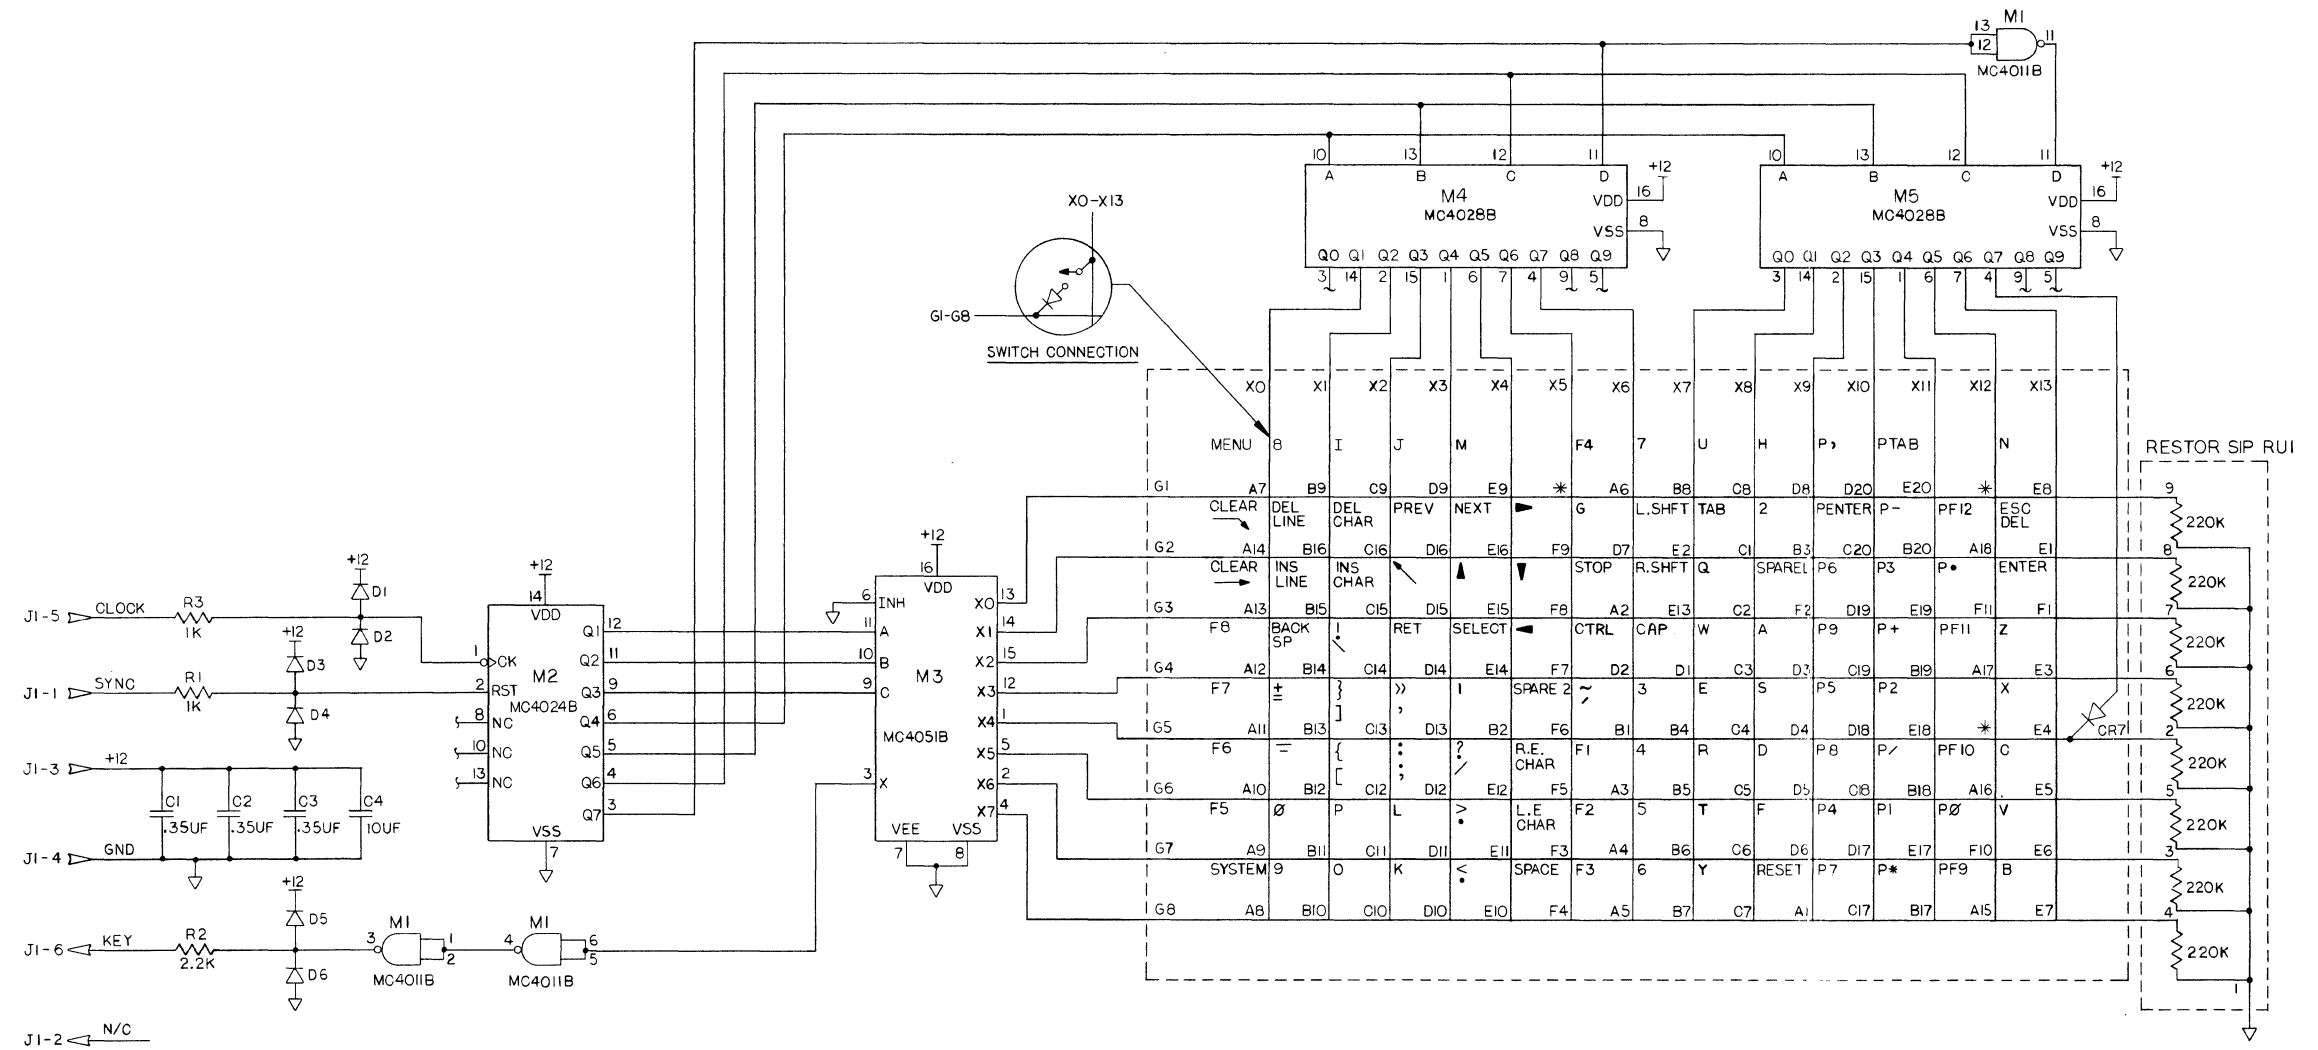 M1
13
12
11
MC4011B
10 13 12 11
A B C D
M4
MC4028B
+12
VDD 16
VSS 8
Q0 Q1 Q2 Q3 Q4 Q5 Q6 Q7 Q8 Q9
3 14 2 15 1 6 7 4 9 5
10 13 12 11
A B C D
M5
MC4028B
+12
VDD 16
VSS 8
Q0 Q1 Q2 Q3 Q4 Q5 Q6 Q7 Q8 Q9
3 14 2 15 1 6 7 4 9 5
X0-X13
G1-G8
SWITCH CONNECTION
X0 X1 X2 X3 X4 X5 X6 X7 X8 X9 X10 X11 X12 X13
MENU 8 I J M F4 7 U H P, PTAB N
G1 A7 B9 C9 D9 E9 * A6 B8 C8 D8 D20 E20 * E8
CLEAR DEL LINE DEL CHAR PREV NEXT G L.SHFT TAB 2 PENTER P- PF12 ESC DEL
G2 A14 B16 C16 D16 E16 F9 D7 E2 C1 B3 C20 B20 A18 E1
CLEAR INS LINE INS CHAR STOP R.SHFT Q SPARE1 P6 P3 P• ENTER
G3 A13 B15 C15 D15 E15 F8 A2 E13 C2 F2 D19 E19 F11 F1
F8 BACK SP ! \ RET SELECT CTRL CAP W A P9 P+ PF11 Z
G4 A12 B14 C14 D14 E14 F7 D2 D1 C3 D3 C19 B19 A17 E3
F7 ± = } ] » , 1 SPARE 2 ~ ´ 3 E S P5 P2 X
G5 A11 B13 C13 D13 B2 F6 B1 B4 C4 D4 D18 E18 * E4
CR7
F6 — – { [ : ; ? / R.E. CHAR F1 4 R D P8 P/ PF10 C
G6 A10 B12 C12 D12 E12 F5 A3 B5 C5 D5 C18 B18 A16 E5
F5 Ø P L > . L.E CHAR F2 5 T F P4 P1 PØ V
G7 A9 B11 C11 D11 E11 F3 A4 B6 C6 D6 D17 E17 F10 E6
SYSTEM 9 O K < . SPACE F3 6 Y RESET P7 P* PF9 B
G8 A8 B10 C10 D10 E10 F4 A5 B7 C7 A1 C17 B17 A15 E7
RESTOR SIP RU1
9
220K
8
220K
7
220K
6
220K
2
220K
5
220K
3
220K
4
220K
1
J1-5 CLOCK
R3
1K
+12
D1
D2
J1-1 SYNC
R1
1K
+12
D3
D4
J1-3 +12
C1
.35UF
C2
.35UF
C3
.35UF
C4
10UF
J1-4 GND
+12
14
VDD
1 CK
2 RST
8 NC
10 NC
13 NC
M2
MC4024B
Q1 12
Q2 11
Q3 9
Q4 6
Q5 5
Q6 4
Q7 3
VSS
7
+12
16
VDD
6 INH
11 A
10 B
9 C
3 X
M3
MC4051B
X0 13
X1 14
X2 15
X3 12
X4 1
X5 5
X6 2
X7 4
VEE VSS
7 8
J1-6 KEY
R2
2.2K
+12
D5
D6
M1
3
1
2
MC4011B
M1
4
6
5
MC4011B
J1-2 N/C